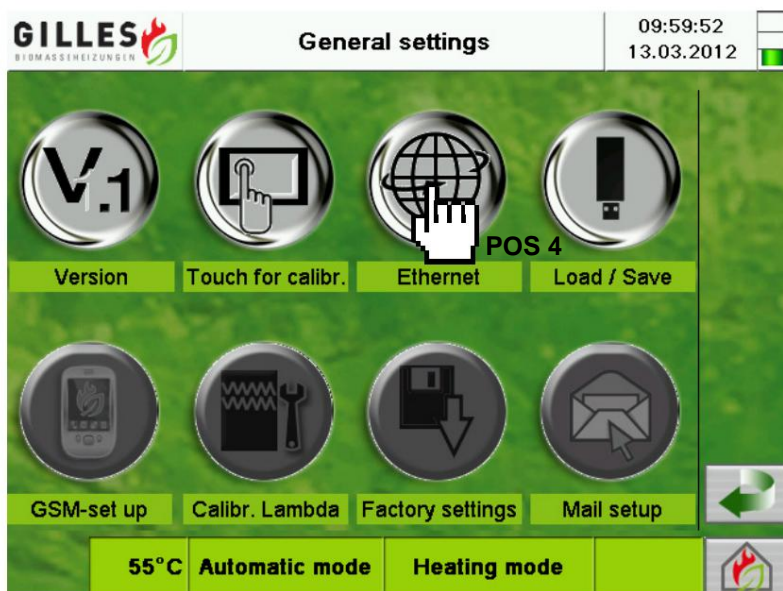 GILLES
BIOMASSEHEIZUNGEN
General settings
09:59:52
13.03.2012
V.1
POS 4
Version
Touch for calibr.
Ethernet
Load / Save
GSM-set up
Calibr. Lambda
Factory settings
Mail setup
55°C
Automatic mode
Heating mode